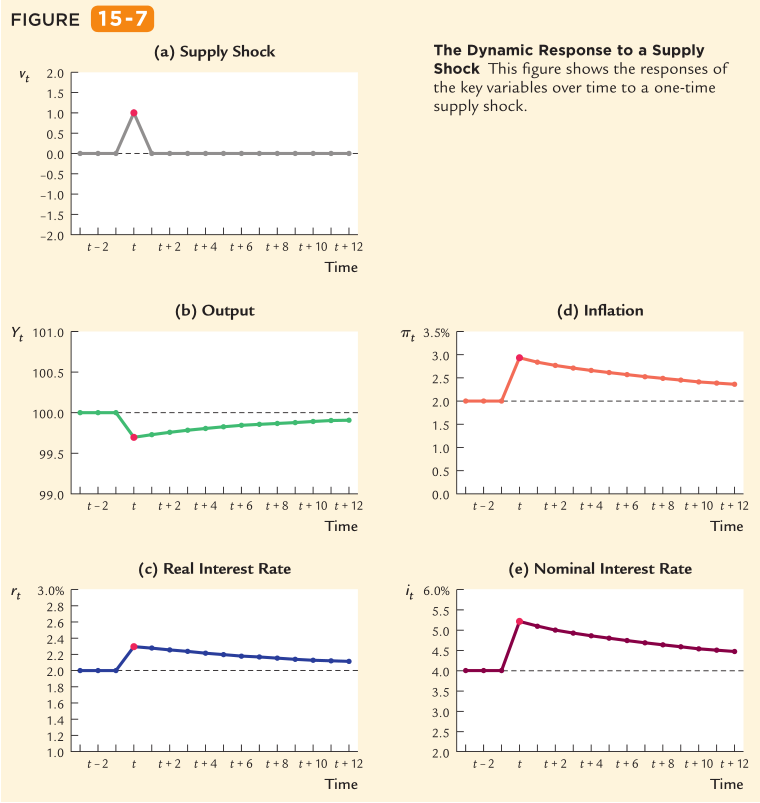 FIGURE 15-7
The Dynamic Response to a Supply
Shock This figure shows the responses of
the key variables over time to a one-time
supply shock.
(a) Supply Shock
vt
2.0
1.5
1.0
0.5
0.0
–0.5
–1.0
–1.5
–2.0
t – 2 t t + 2 t + 4 t + 6 t + 8 t + 10 t + 12
Time
(b) Output
Yt
101.0
100.5
100.0
99.5
99.0
t – 2 t t + 2 t + 4 t + 6 t + 8 t + 10 t + 12
Time
(d) Inflation
πt
3.5%
3.0
2.5
2.0
1.5
1.0
0.5
0.0
t – 2 t t + 2 t + 4 t + 6 t + 8 t + 10 t + 12
Time
(c) Real Interest Rate
rt
3.0%
2.8
2.6
2.4
2.2
2.0
1.8
1.6
1.4
1.2
1.0
t – 2 t t + 2 t + 4 t + 6 t + 8 t + 10 t + 12
Time
(e) Nominal Interest Rate
it
6.0%
5.5
5.0
4.5
4.0
3.5
3.0
2.5
2.0
t – 2 t t + 2 t + 4 t + 6 t + 8 t + 10 t + 12
Time